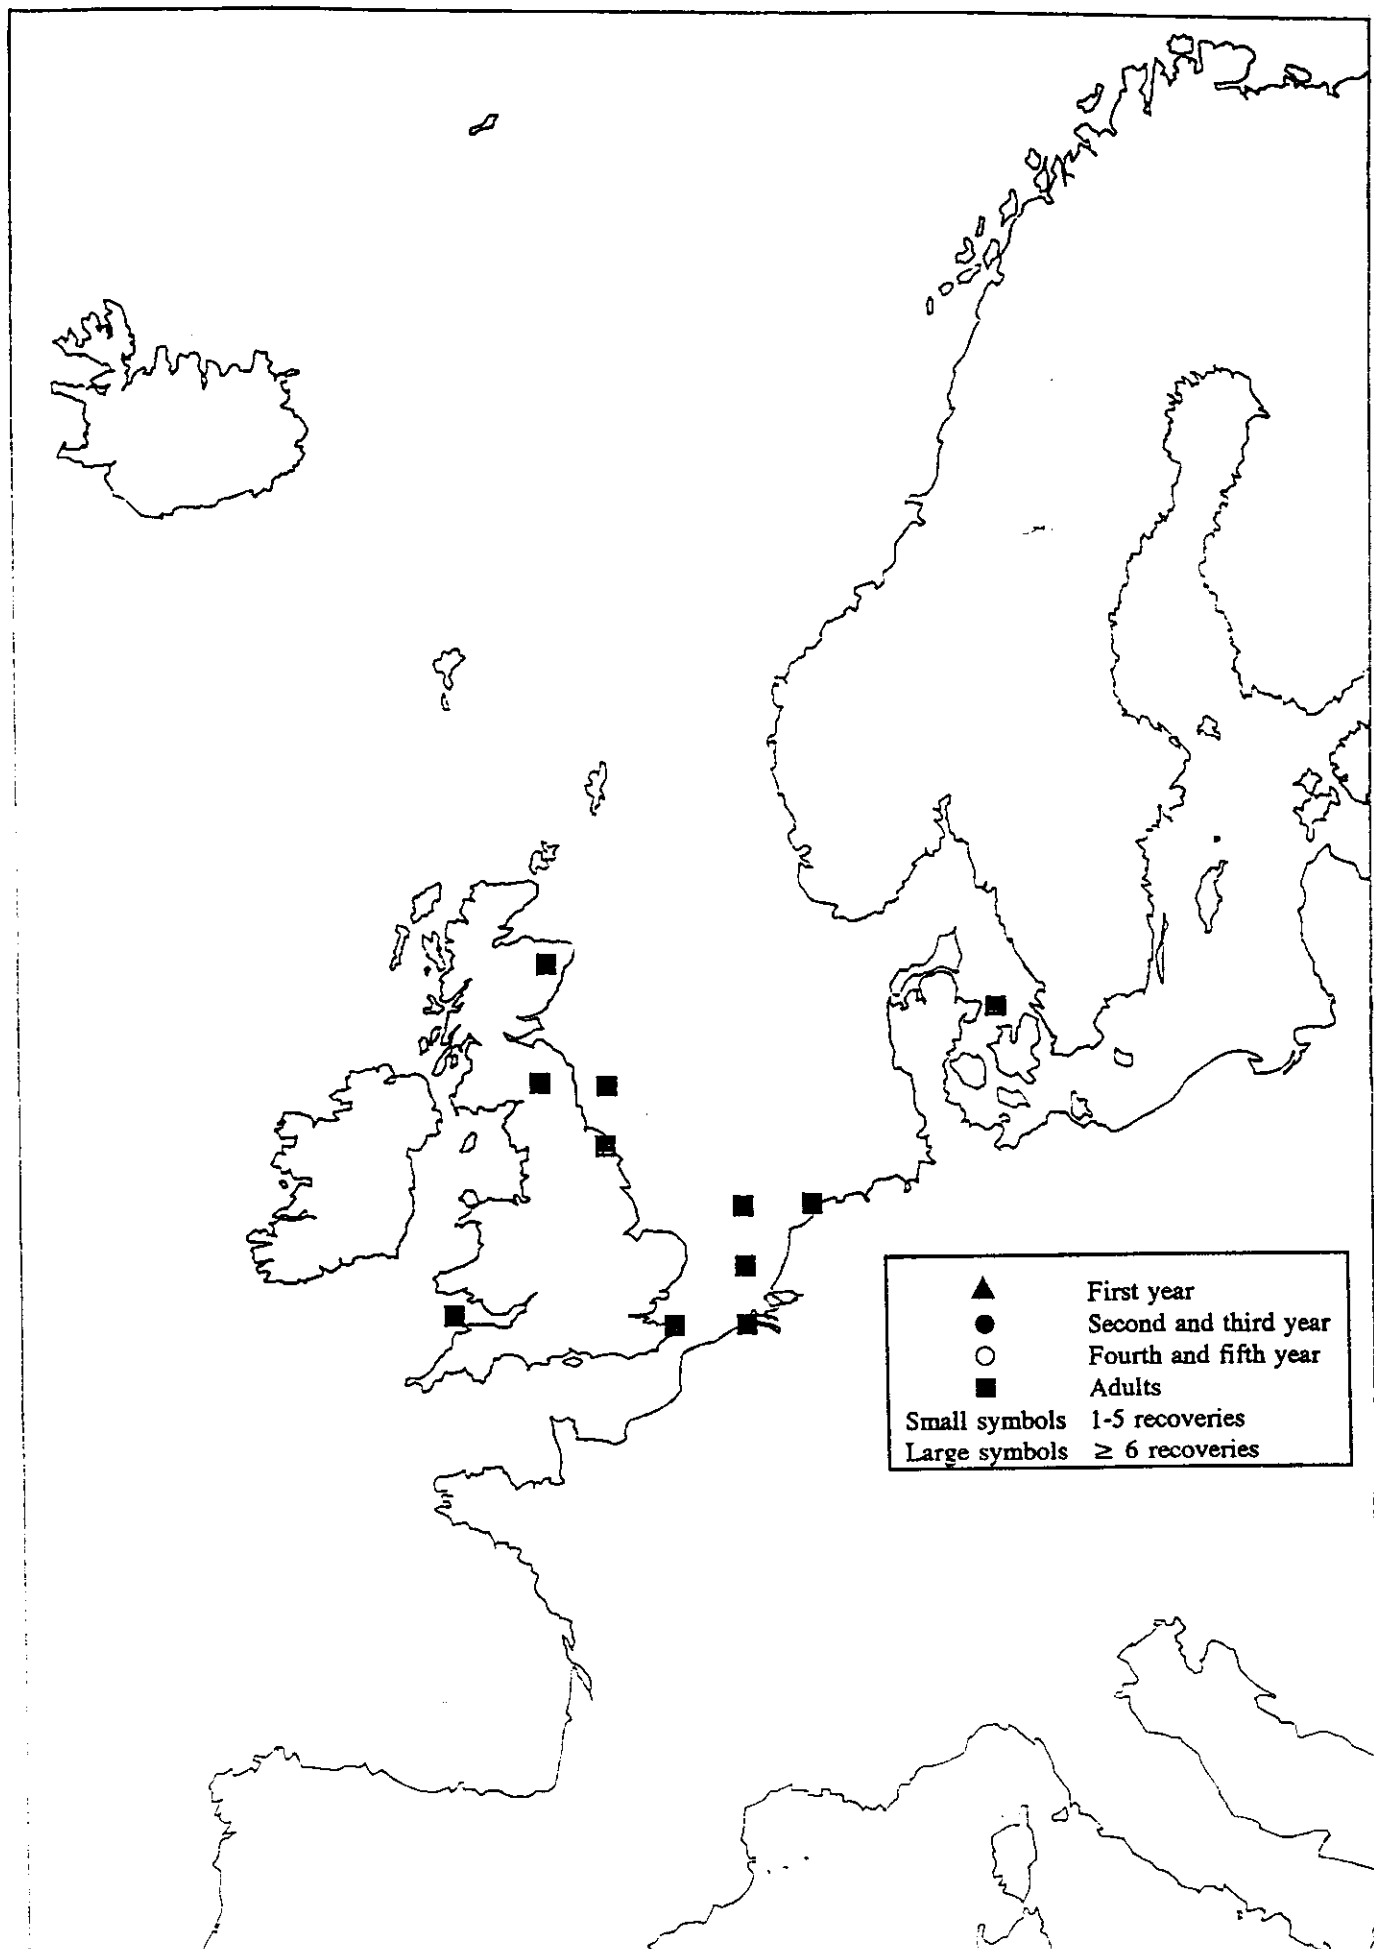 First year
Second and third year
Fourth and fifth year
Adults
Small symbols 1-5 recoveries
Large symbols ≥ 6 recoveries